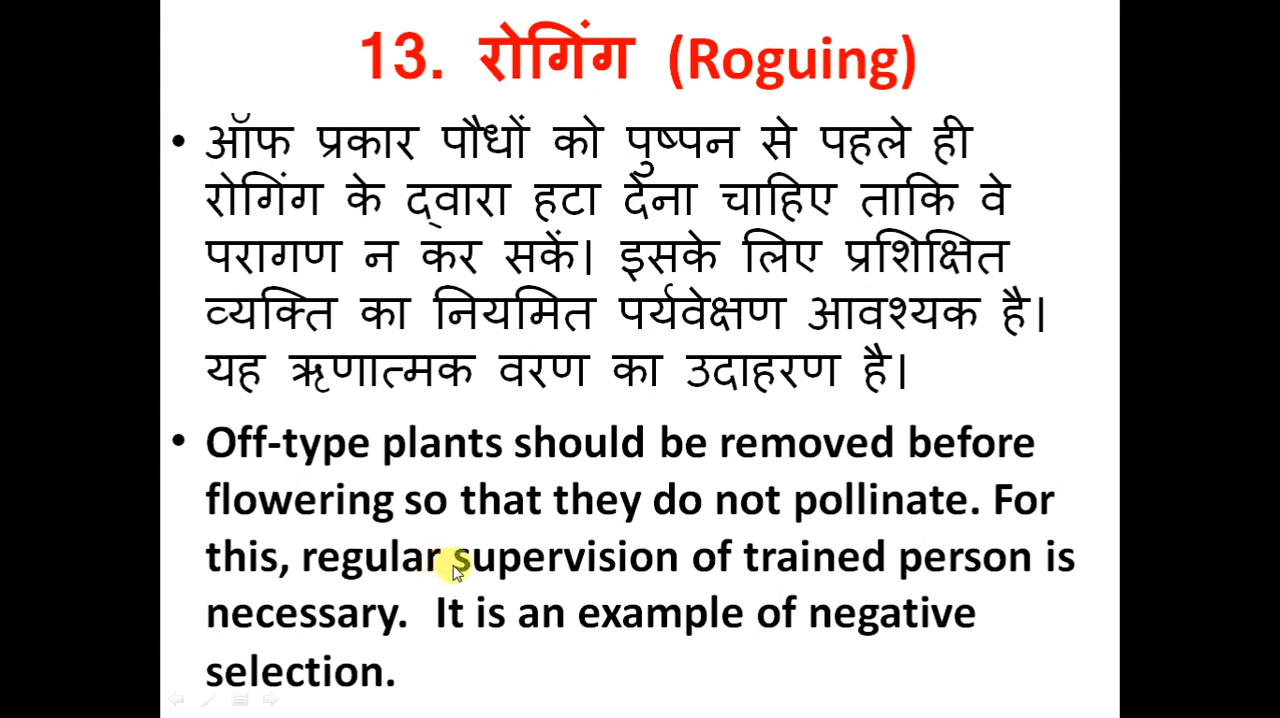 13. रोगिंग (Roguing)
• ऑफ प्रकार पौधों को पुष्पन से पहले ही
रोगिंग के द्वारा हटा देना चाहिए ताकि वे
परागण न कर सकें। इसके लिए प्रशिक्षित
व्यक्ति का नियमित पर्यवेक्षण आवश्यक है।
यह ऋणात्मक वरण का उदाहरण है।
• Off-type plants should be removed before
flowering so that they do not pollinate. For
this, regular supervision of trained person is
necessary.  It is an example of negative
selection.